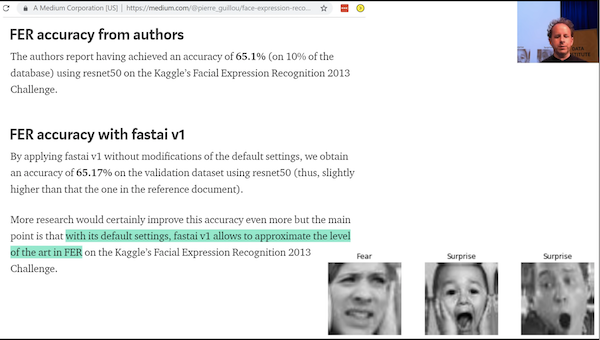 A Medium Corporation [US] | https://medium.com/@pierre_guillou/face-expression-reco...
FER accuracy from authors
The authors report having achieved an accuracy of 65.1% (on 10% of the
database) using resnet50 on the Kaggle's Facial Expression Recognition 2013
Challenge.
FER accuracy with fastai v1
By applying fastai v1 without modifications of the default settings, we obtain
an accuracy of 65.17% on the validation dataset using resnet50 (thus, slightly
higher than that the one in the reference document).
More research would certainly improve this accuracy even more but the main
point is that with its default settings, fastai v1 allows to approximate the level
of the art in FER on the Kaggle's Facial Expression Recognition 2013
Challenge.
Fear
Surprise
Surprise